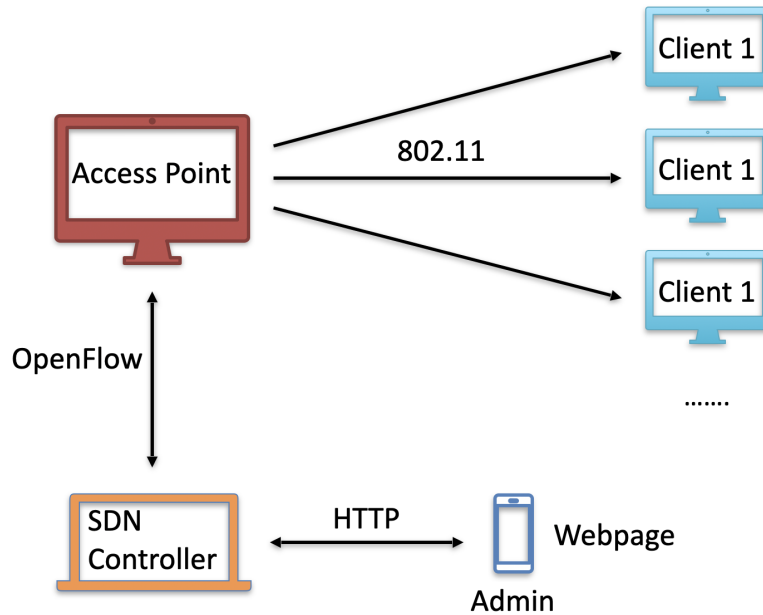 Client 1
Access Point
802.11
Client 1
Client 1
OpenFlow
.......
SDN
Controller
HTTP
Webpage
Admin